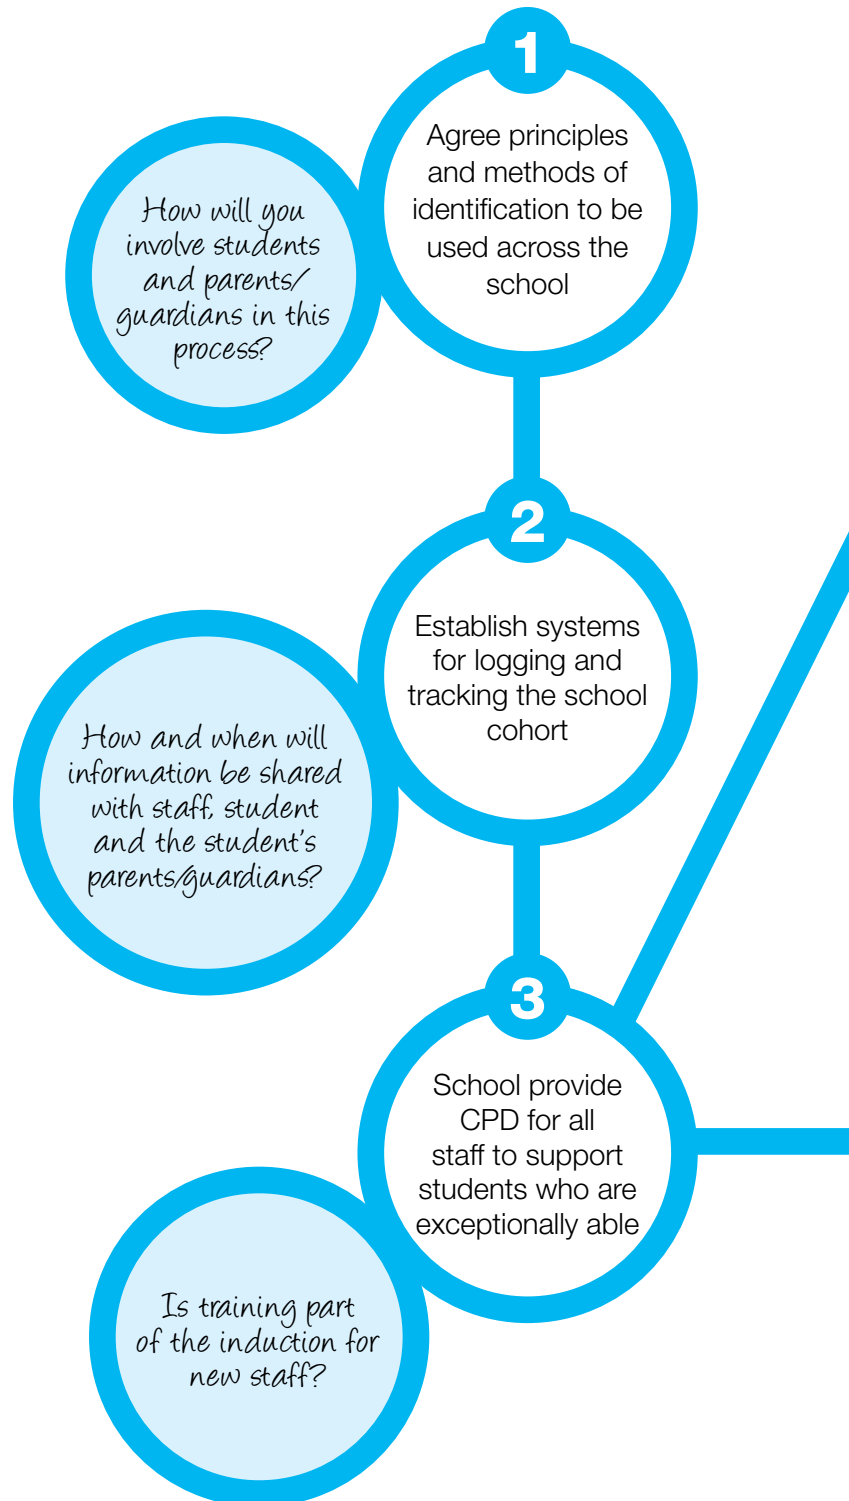 1
Agree principles
and methods of
identification to be
used across the
school
How will you
involve students
and parents/
guardians in this
process?
2
Establish systems
for logging and
tracking the school
cohort
How and when will
information be shared
with staff, student
and the student's
parents/guardians?
3
School provide
CPD for all
staff to support
students who are
exceptionally able
Is training part
of the induction for
new staff?